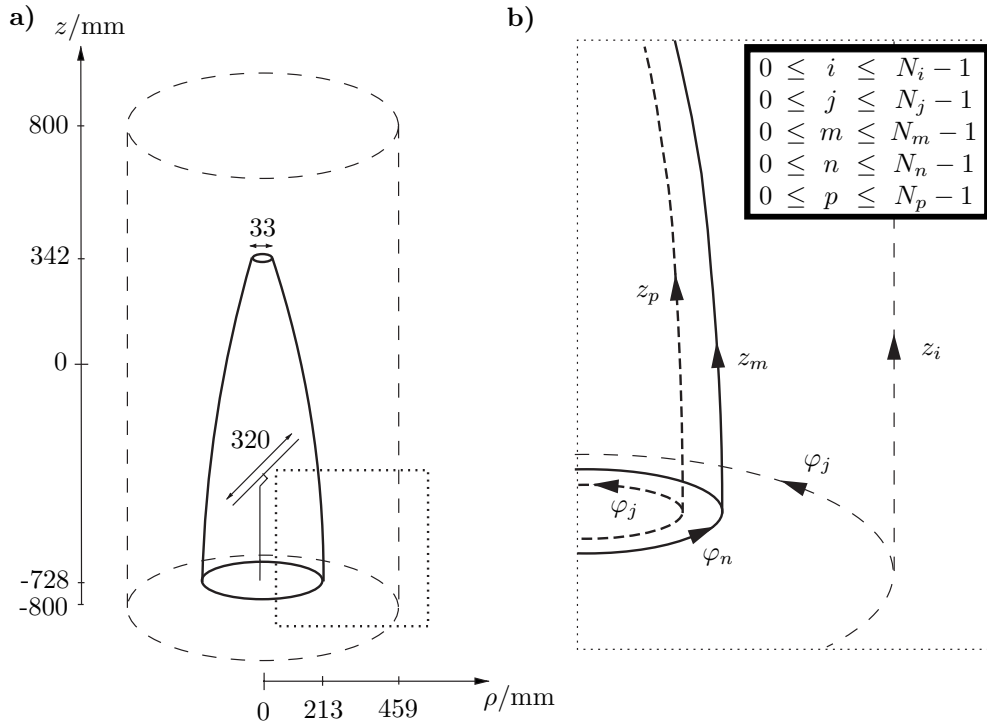 a)
z/mm
800
33
342
0
320
-728
-800
0 213 459 ρ/mm
b)
0 ≤ i ≤ N_i − 1
0 ≤ j ≤ N_j − 1
0 ≤ m ≤ N_m − 1
0 ≤ n ≤ N_n − 1
0 ≤ p ≤ N_p − 1
z_p
z_m
z_i
φ_j
φ_j
φ_n